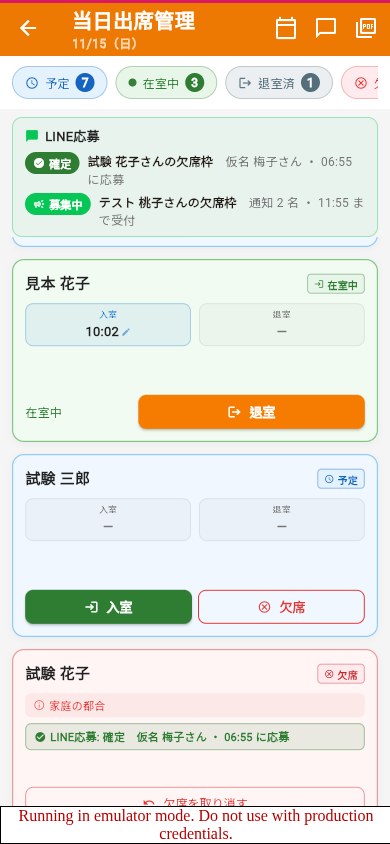 当日出席管理
11/15（日）
予定 7 在室中 3 退室済 1
LINE応募
確定 試験 花子さんの欠席枠 仮名 梅子さん ・ 06:55
に応募
募集中 テスト 桃子さんの欠席枠 通知 2 名 ・ 11:55 ま
で受付
見本 花子 在室中
入室 退室
10:02 —
在室中 退室
試験 三郎 予定
入室 退室
— —
入室 欠席
試験 花子 欠席
家庭の都合
LINE応募: 確定 仮名 梅子さん ・ 06:55 に応募
欠席を取り消す
Running in emulator mode. Do not use with production
credentials.